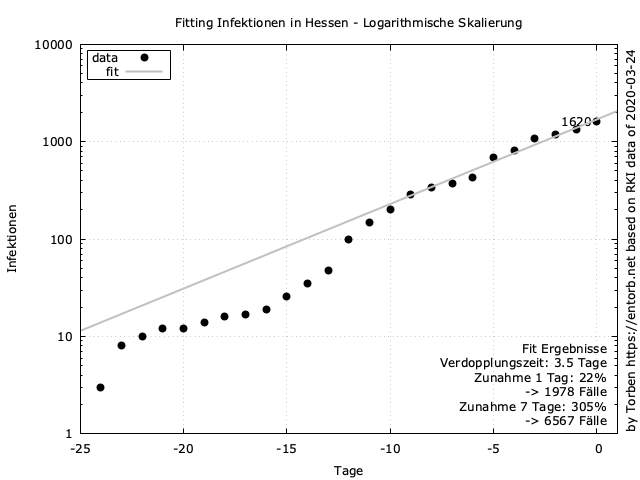 Fitting Infektionen in Hessen - Logarithmische Skalierung
10000
1000
100
10
1
data
fit
1620
Infektionen
by Torben https://entorb.net based on RKI data of 2020-03-24
Fit Ergebnisse
Verdopplungszeit: 3.5 Tage
Zunahme 1 Tag: 22%
-> 1978 Fälle
Zunahme 7 Tage: 305%
-> 6567 Fälle
-25 -20 -15 -10 -5 0
Tage